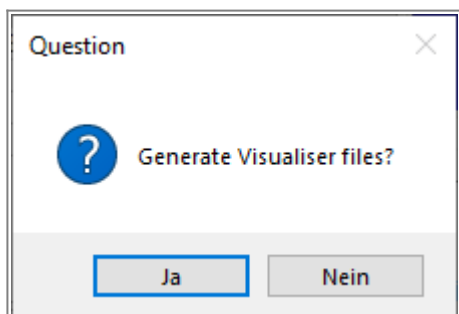 Question
?
Generate Visualiser files?
Ja
Nein